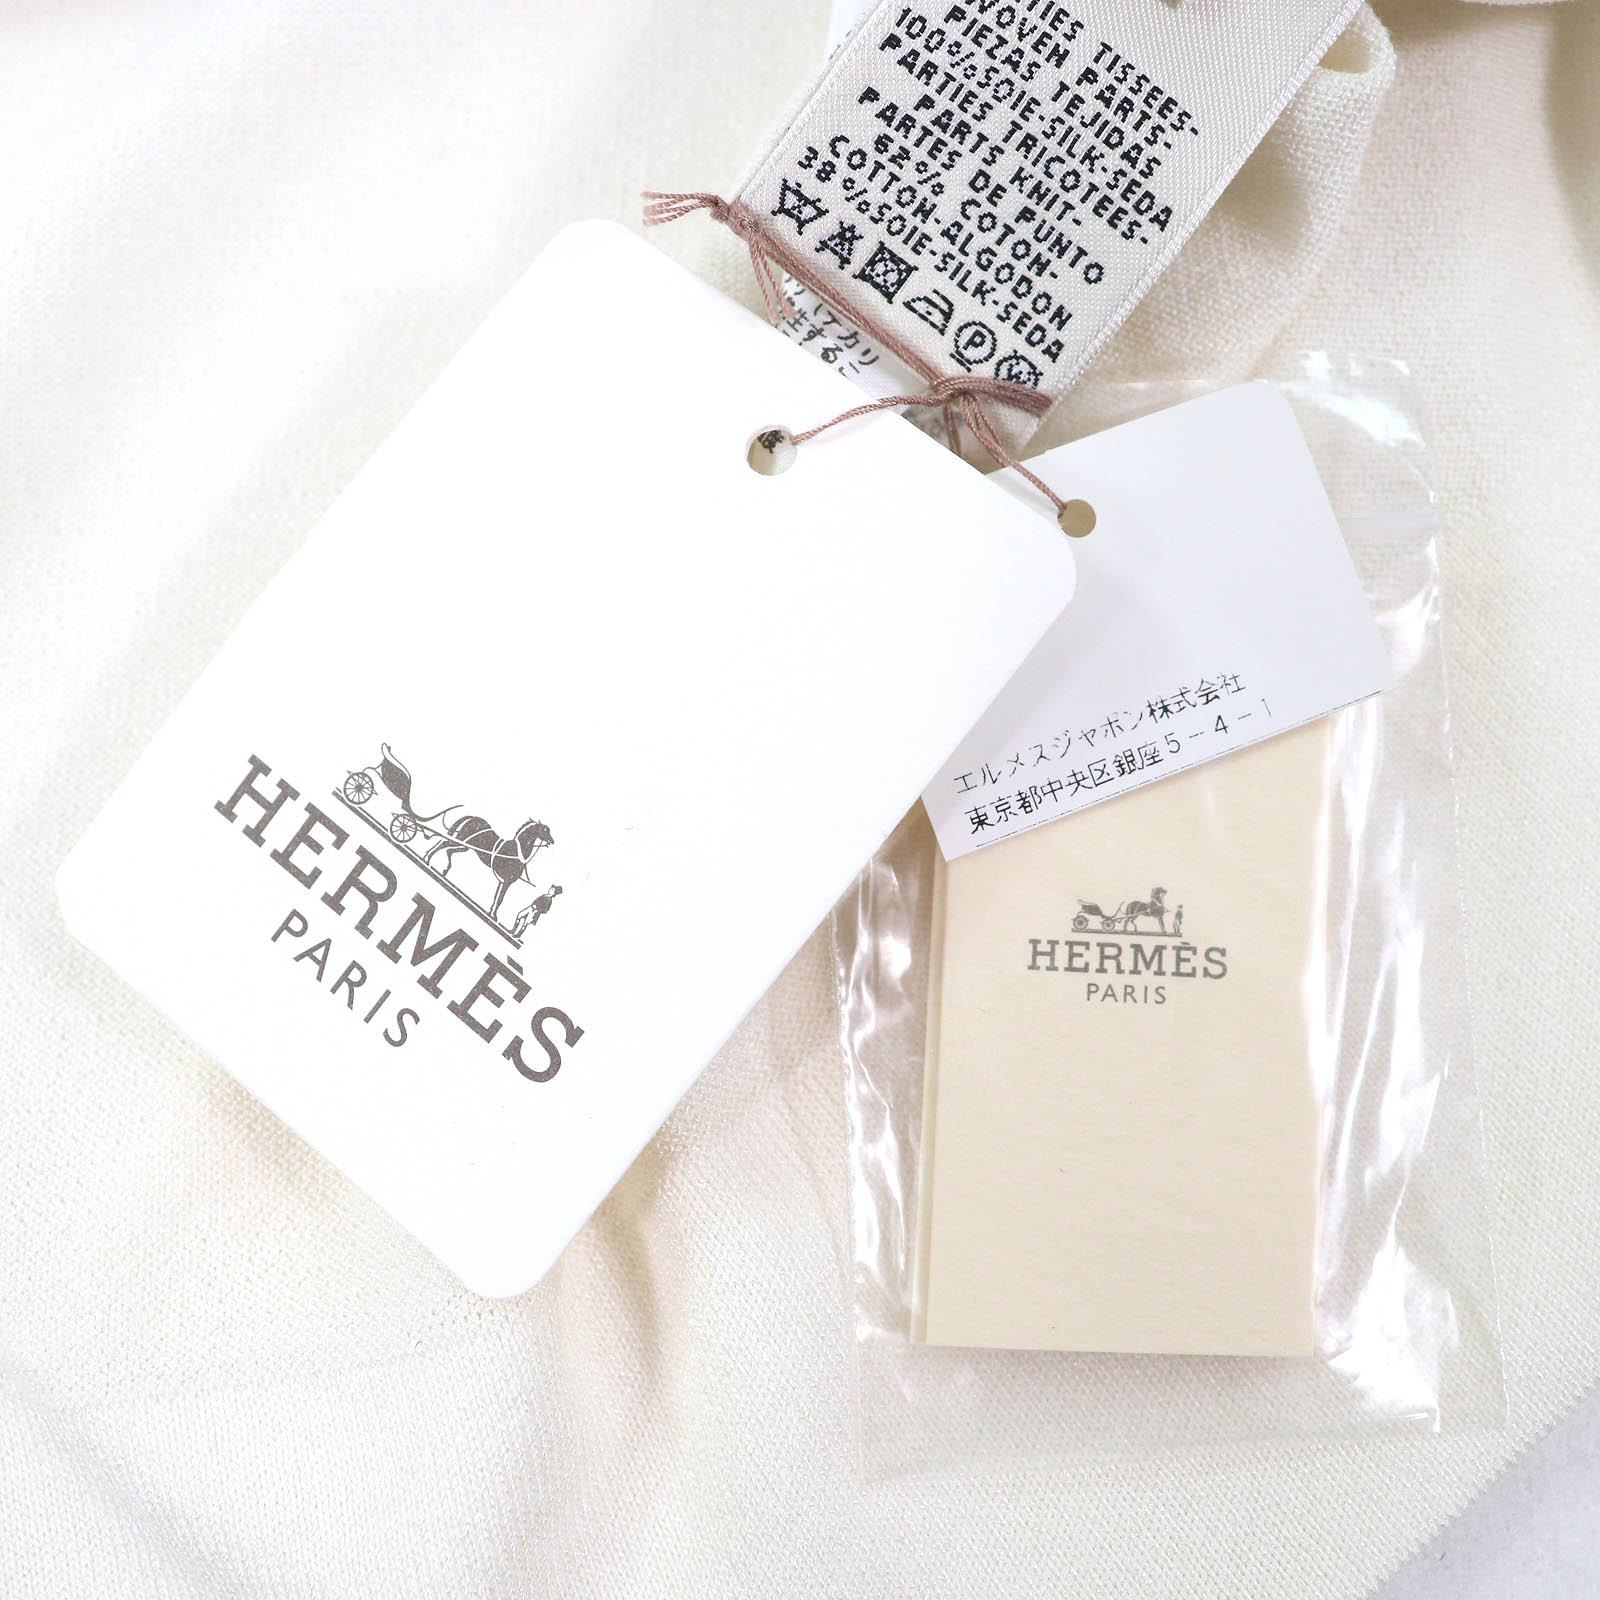 TISSEES-
WOVEN PARTS-
PIEZAS TEJIDAS
100%SOIE-SILK-SEDA
PARTIES TRICOTEES-
PARTS KNIT-
PARTES DE PUNTO
62% COTON-
COTTON-ALGODON
38%SOIE-SILK-SEDA
P
W
HERMÈS
PARIS
エルメスジャポン株式会社
東京都中央区銀座5-4-1
HERMÈS
PARIS